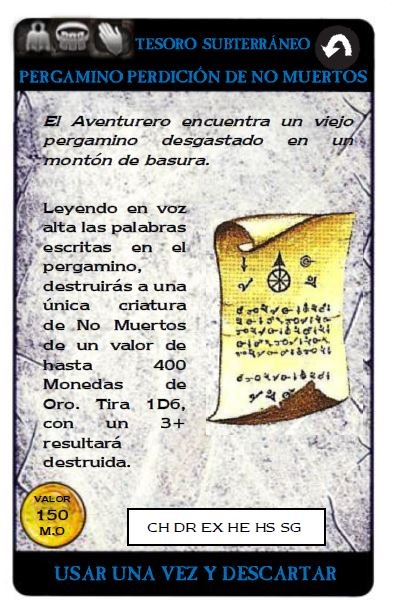 TESORO SUBTERRÁNEO
PERGAMINO PERDICIÓN DE NO MUERTOS
El Aventurero encuentra un viejo
pergamino desgastado en un
montón de basura.
Leyendo en voz
alta las palabras
escritas en el
pergamino,
destruirás a una
única criatura
de No Muertos
de un valor de
hasta 400
Monedas de
Oro. Tira 1D6,
con un 3+
resultará
destruida.
VALOR
150
M.O
CH DR EX HE HS SG
USAR UNA VEZ Y DESCARTAR